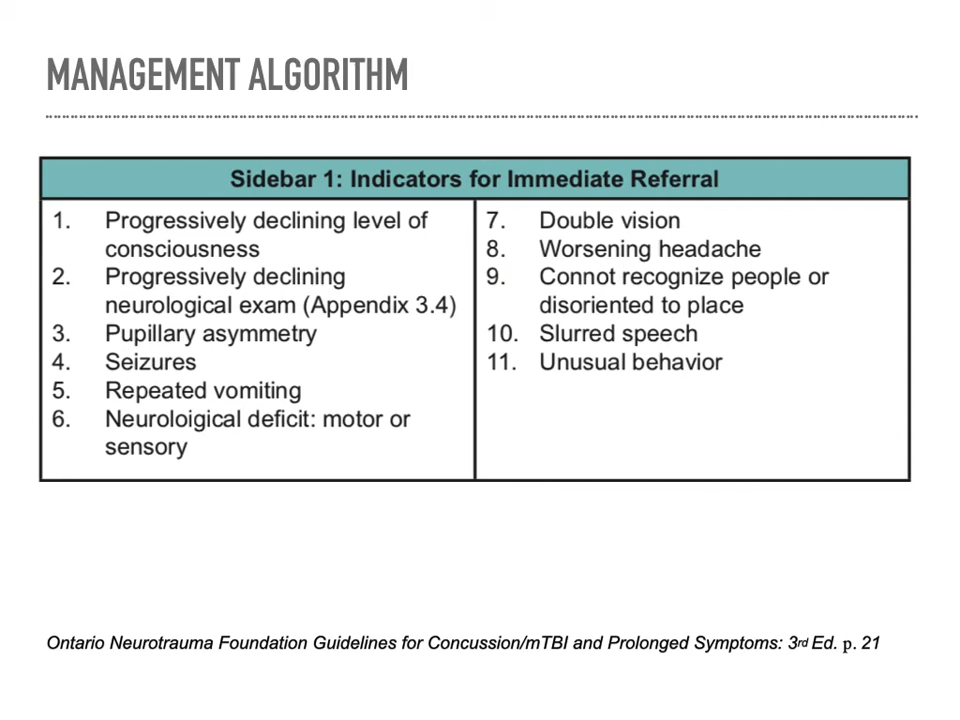 MANAGEMENT ALGORITHM
Sidebar 1: Indicators for Immediate Referral
1. Progressively declining level of
consciousness
2. Progressively declining
neurological exam (Appendix 3.4)
3. Pupillary asymmetry
4. Seizures
5. Repeated vomiting
6. Neuroloigical deficit: motor or
sensory
7. Double vision
8. Worsening headache
9. Connot recognize people or
disoriented to place
10. Slurred speech
11. Unusual behavior
Ontario Neurotrauma Foundation Guidelines for Concussion/mTBI and Prolonged Symptoms: 3rd Ed. p. 21